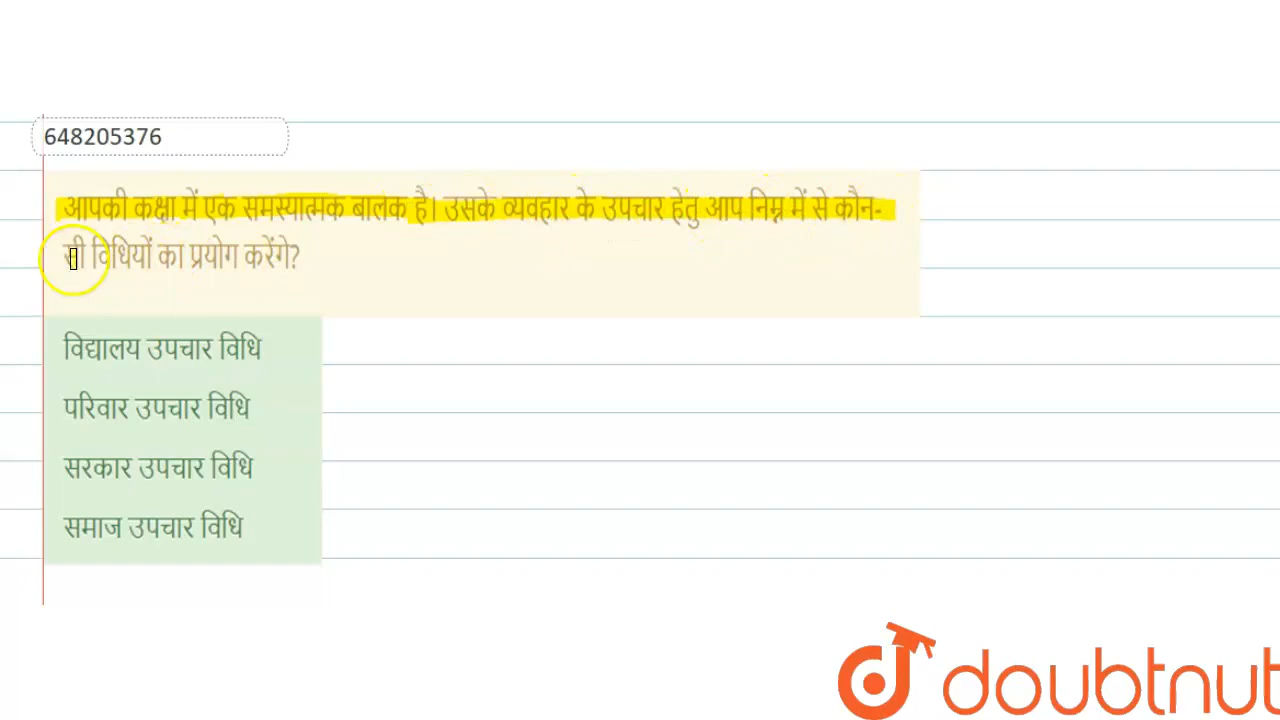 648205376
आपकी कक्षा में एक समस्यात्मक बालक है। उसके व्यवहार के उपचार हेतु आप निम्न में से कौन-
सी विधियों का प्रयोग करेंगे?
विद्यालय उपचार विधि
परिवार उपचार विधि
सरकार उपचार विधि
समाज उपचार विधि
doubtnut